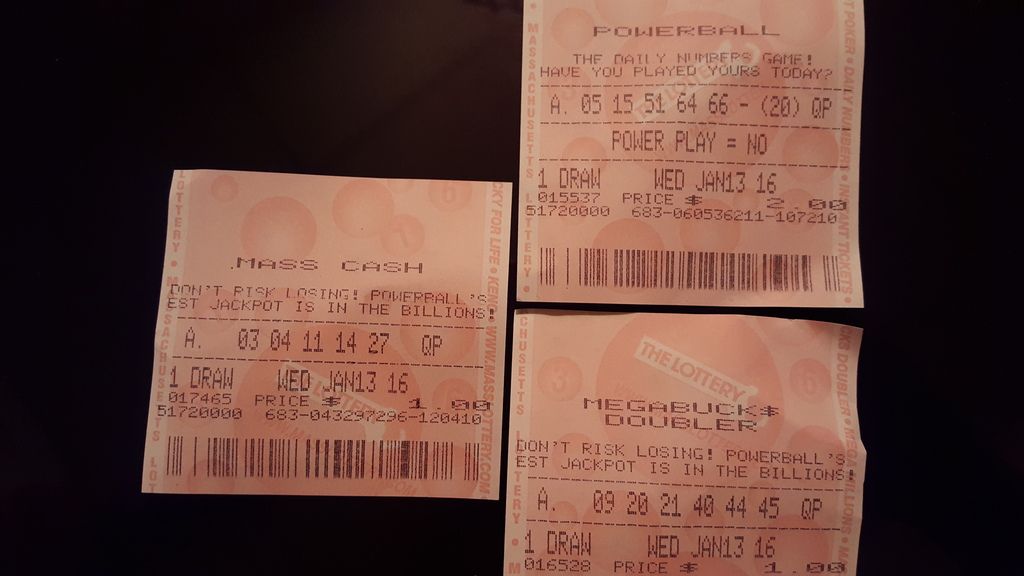 MASS CASH
DON'T RISK LOSING! POWERBALL'S
EST JACKPOT IS IN THE BILLIONS!
A. 03 04 11 14 27 QP
1 DRAW WED JAN13 16
017465 PRICE $ 1.00
51720000 683-043297296-120410
POWERBALL
THE DAILY NUMBERS GAME!
HAVE YOU PLAYED YOURS TODAY?
A. 05 15 51 64 66 - (20) QP
POWER PLAY = NO
1 DRAW WED JAN13 16
015537 PRICE $ 2.00
51720000 683-060536211-107210
THE LOTTERY
MEGABUCK$
DOUBLER
DON'T RISK LOSING! POWERBALL'S
EST JACKPOT IS IN THE BILLIONS!
A. 09 20 21 40 44 45 QP
1 DRAW WED JAN13 16
016528 PRICE $ 1.00